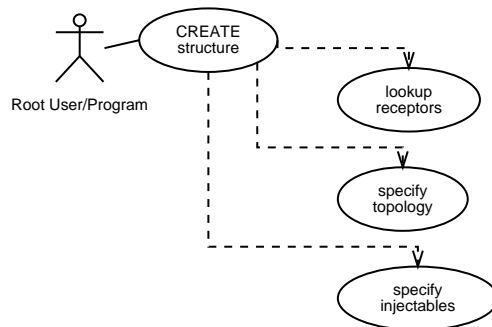 CREATE
structure
Root User/Program
lookup
receptors
specify
topology
specify
injectables